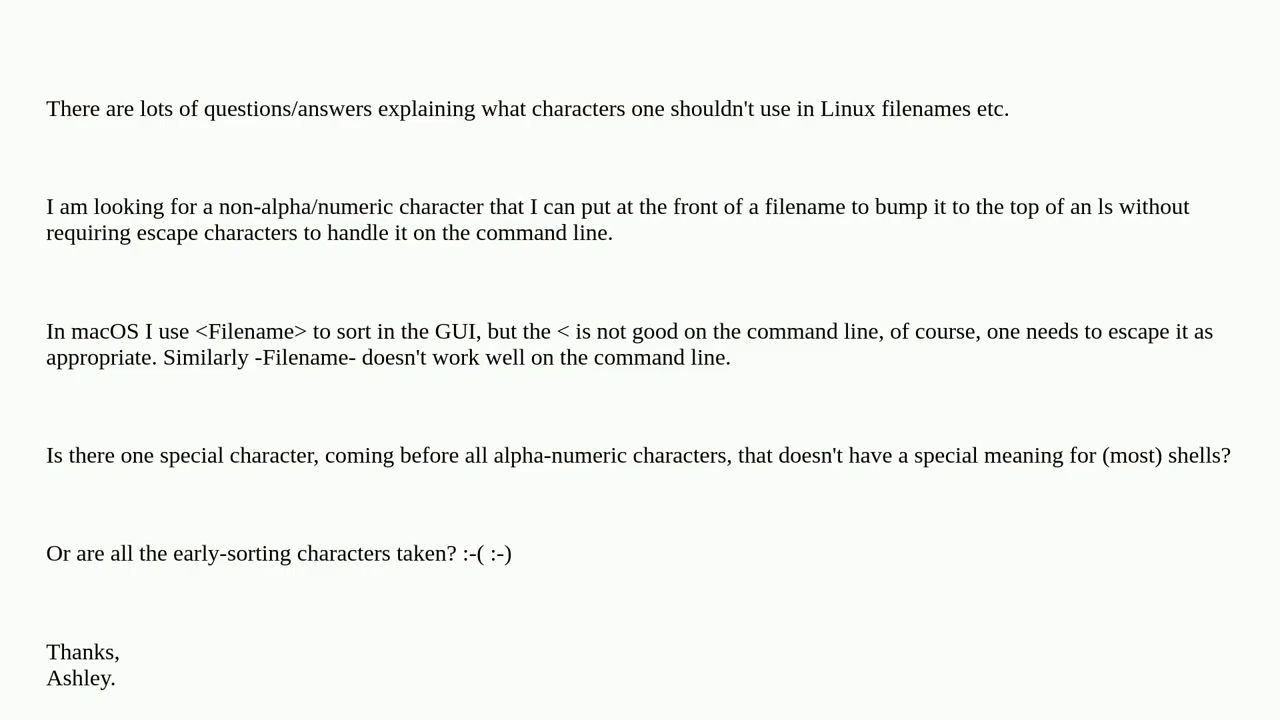 There are lots of questions/answers explaining what characters one shouldn't use in Linux filenames etc.
I am looking for a non-alpha/numeric character that I can put at the front of a filename to bump it to the top of an ls without
requiring escape characters to handle it on the command line.
In macOS I use <Filename> to sort in the GUI, but the < is not good on the command line, of course, one needs to escape it as
appropriate. Similarly -Filename- doesn't work well on the command line.
Is there one special character, coming before all alpha-numeric characters, that doesn't have a special meaning for (most) shells?
Or are all the early-sorting characters taken? :-( :-)
Thanks,
Ashley.